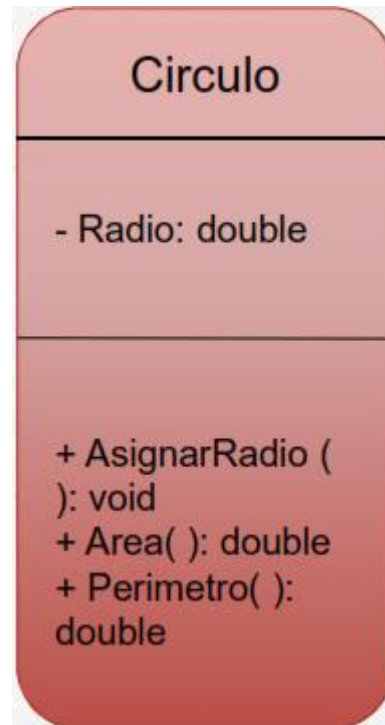 Circulo
- Radio: double
+ AsignarRadio (
): void
+ Area( ): double
+ Perimetro( ):
double